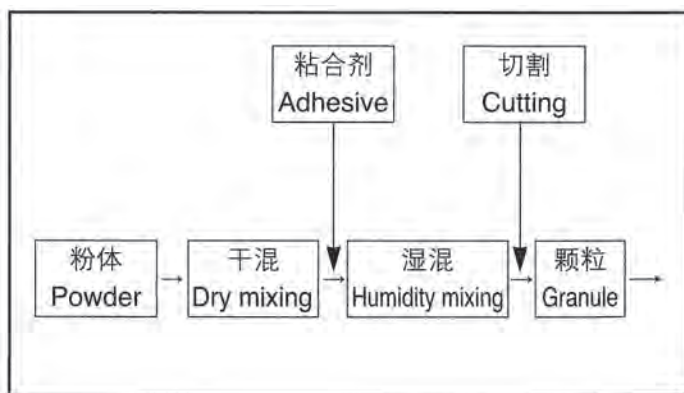 粘合剂
Adhesive
切割
Cutting
粉体
Powder
干混
Dry mixing
湿混
Humidity mixing
颗粒
Granule